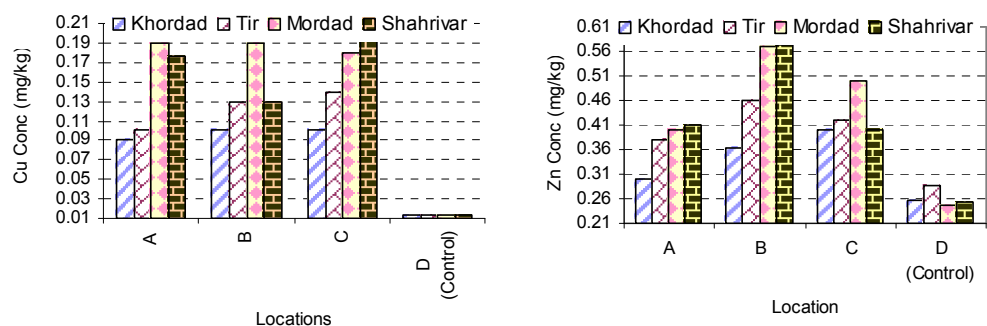 Khordad Tir Mordad Shahrivar
Cu Conc (mg/kg)
0.21
0.19
0.17
0.15
0.13
0.11
0.09
0.07
0.05
0.03
0.01
A
B
C
D
(Control)
Locations
Khordad Tir Mordad Shahrivar
Zn Conc (mg/kg)
0.61
0.56
0.51
0.46
0.41
0.36
0.31
0.26
0.21
A
B
C
D
(Control)
Location